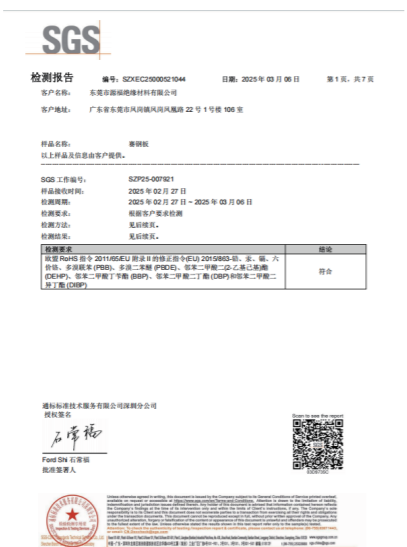 SGS
检测报告 编号: SZXEC25000521044 日期: 2025 年 03 月 06 日 第 1 页, 共 7 页
客户名称: 东莞市源福绝缘材料有限公司
客户地址: 广东省东莞市凤岗镇风岗凤凰路 22 号 1 号楼 106 室
样品名称: 赛钢板
以上样品及信息由客户提供。
SGS 工作编号: SZP25-007921
样品接收时间: 2025 年 02 月 27 日
检测周期: 2025 年 02 月 27 日 ~ 2025 年 03 月 06 日
检测要求: 根据客户要求检测
检测方法: 见后续页。
检测结果: 见后续页。
检测要求 结论
欧盟 RoHS 指令 2011/65/EU 附录 II 的修正指令(EU) 2015/863-铅、汞、镉、六
价铬、多溴联苯 (PBB)、多溴二苯醚 (PBDE)、邻苯二甲酸二(2-乙基己基)酯
(DEHP)、邻苯二甲酸丁苄酯 (BBP)、邻苯二甲酸二丁酯 (DBP)和邻苯二甲酸二
异丁酯 (DIBP)
符合
通标标准技术服务有限公司深圳分公司
授权签名
石常福
Ford Shi 石常福
批准签署人
Scan to see the report